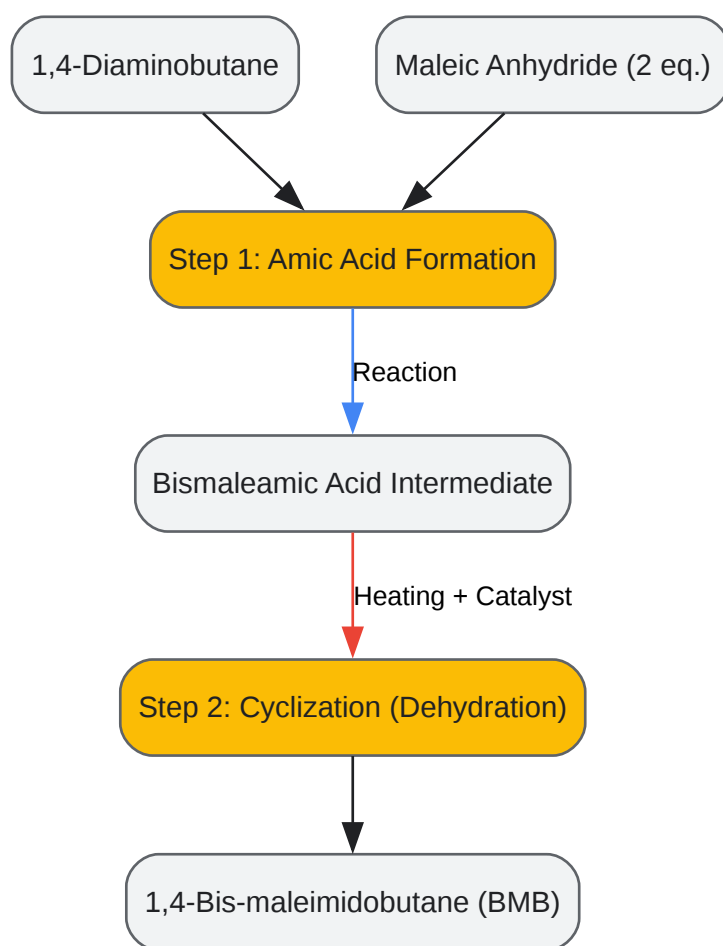 1,4-Diaminobutane
Maleic Anhydride (2 eq.)
Step 1: Amic Acid Formation
Reaction
Bismaleamic Acid Intermediate
Heating + Catalyst
Step 2: Cyclization (Dehydration)
1,4-Bis-maleimidobutane (BMB)